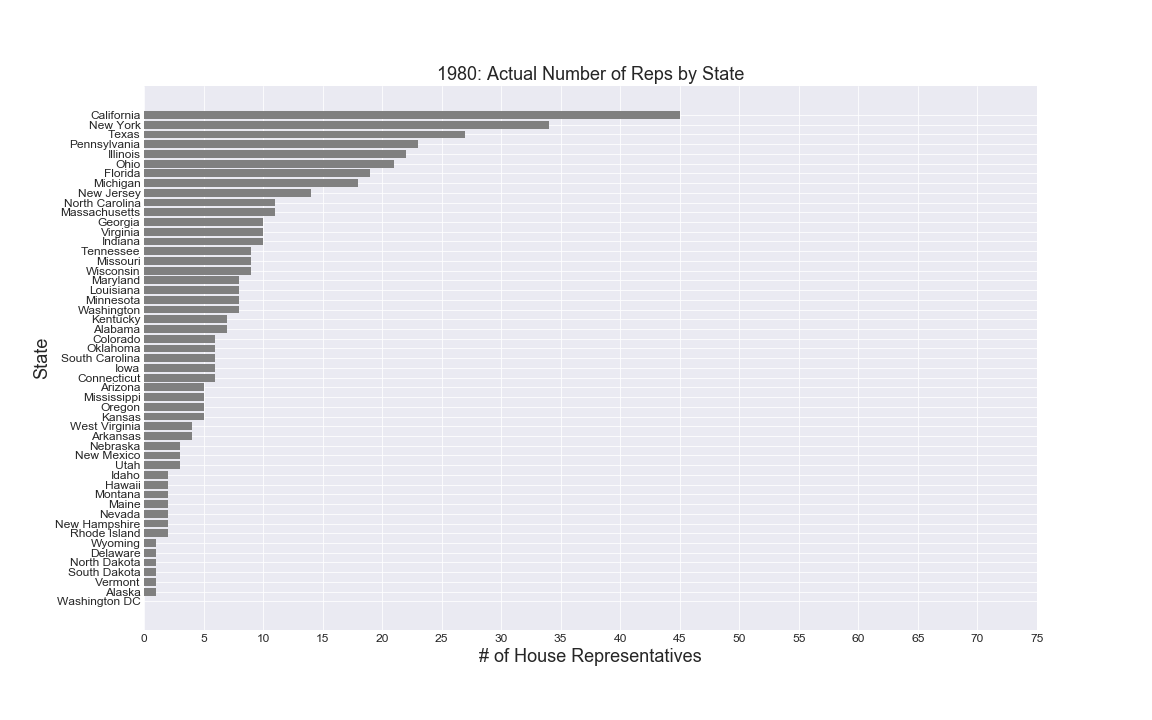 1980: Actual Number of Reps by State
California
New York
Texas
Pennsylvania
Illinois
Ohio
Florida
Michigan
New Jersey
North Carolina
Massachusetts
Georgia
Virginia
Indiana
Tennessee
Missouri
Wisconsin
Maryland
Louisiana
Minnesota
Washington
Kentucky
Alabama
Colorado
Oklahoma
South Carolina
Iowa
Connecticut
Arizona
Mississippi
Oregon
Kansas
West Virginia
Arkansas
Nebraska
New Mexico
Utah
Idaho
Hawaii
Montana
Maine
Nevada
New Hampshire
Rhode Island
Wyoming
Delaware
North Dakota
South Dakota
Vermont
Alaska
Washington DC
State
0 5 10 15 20 25 30 35 40 45 50 55 60 65 70 75
# of House Representatives